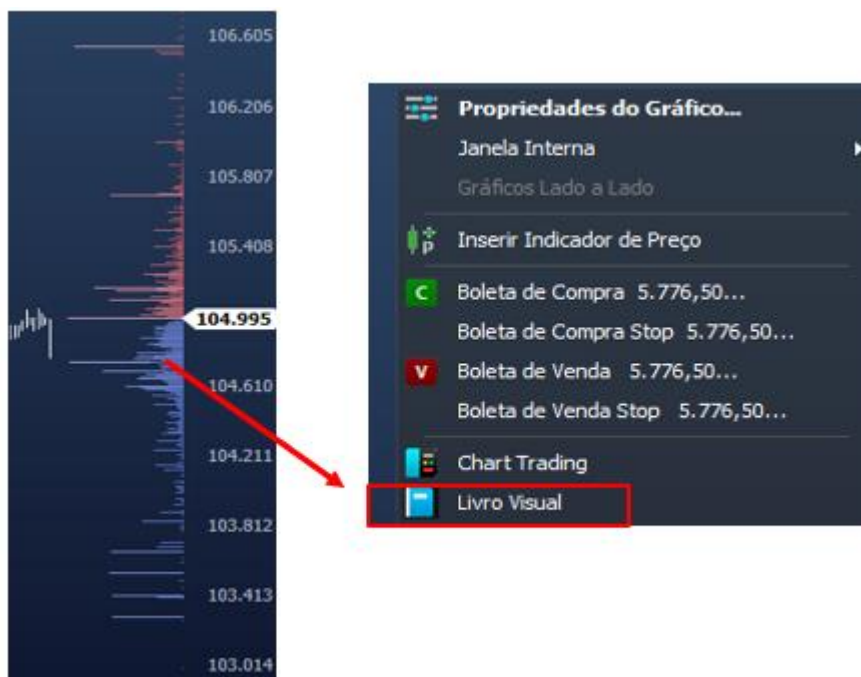 106.605
106.206
105.807
105.408
104.995
104.610
104.211
103.812
103.413
103.014
Propriedades do Gráfico...
Janela Interna
Gráficos Lado a Lado
P
Inserir Indicador de Preço
C
Boleta de Compra 5.776,50...
Boleta de Compra Stop 5.776,50...
V
Boleta de Venda 5.776,50...
Boleta de Venda Stop 5.776,50...
Chart Trading
Livro Visual